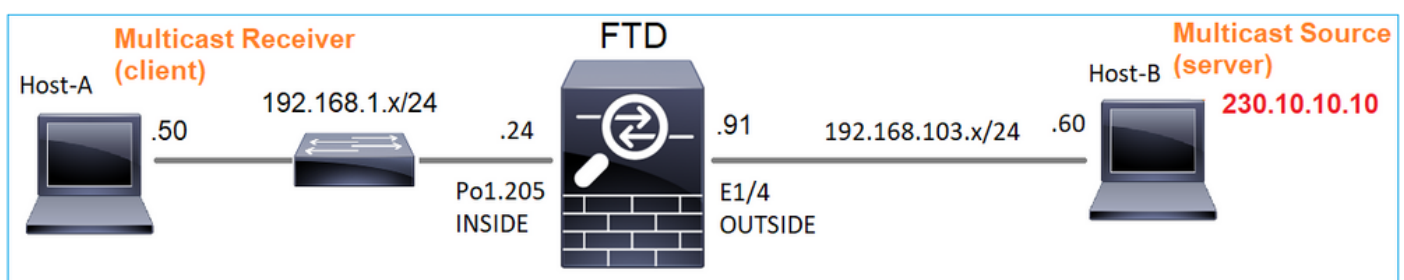 Multicast Receiver
(client)
Host-A
.50
192.168.1.x/24
.24
Po1.205
INSIDE
FTD
.91
E1/4
OUTSIDE
192.168.103.x/24
.60
Host-B
Multicast Source
(server)
230.10.10.10